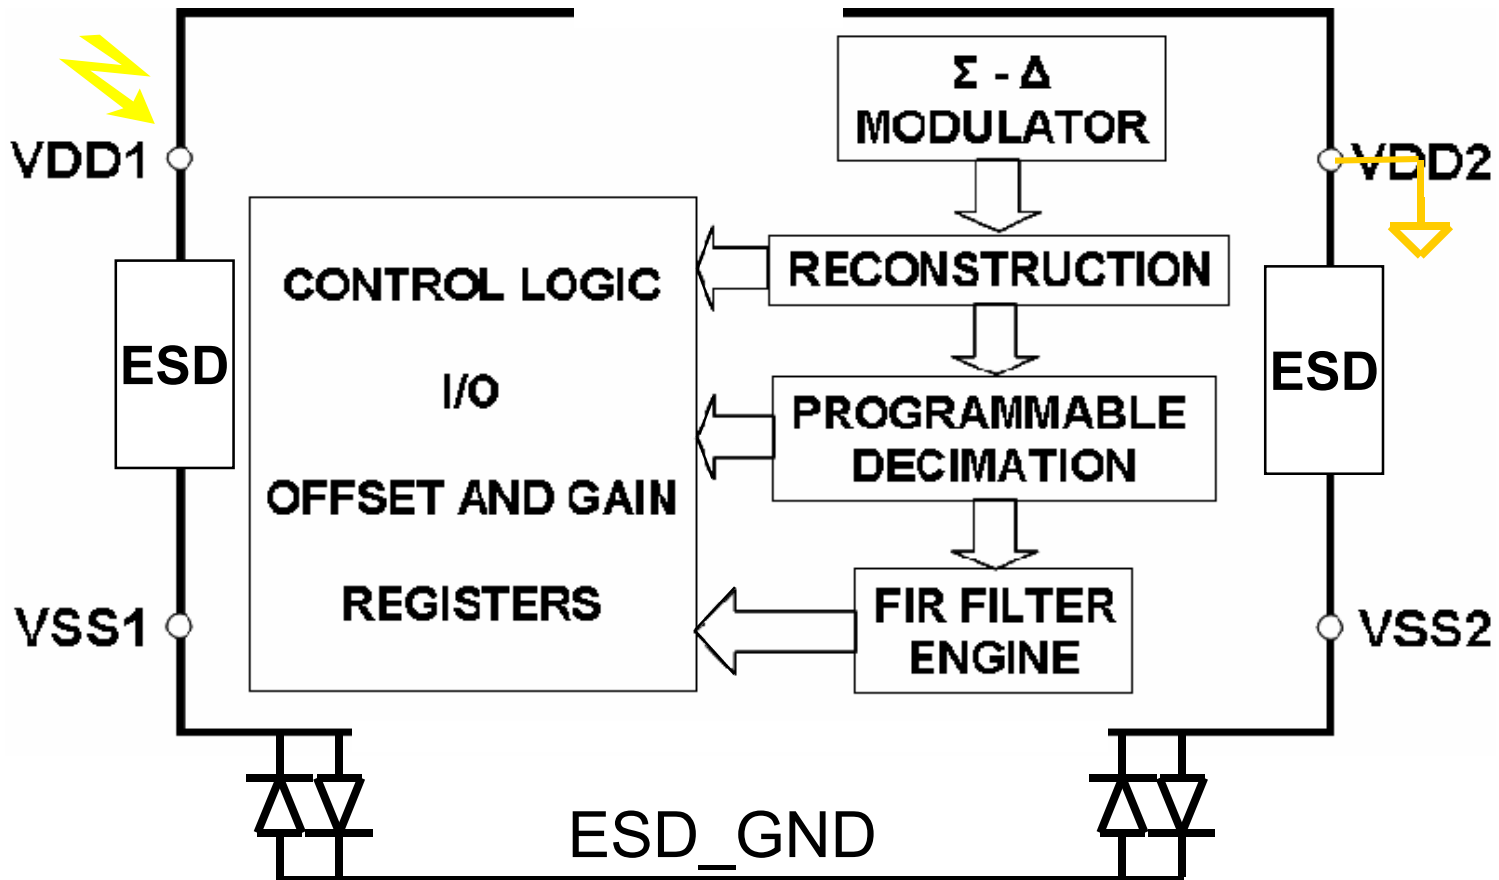 Σ - Δ
MODULATOR
VDD1
VDD2
RECONSTRUCTION
CONTROL LOGIC
I/O
OFFSET AND GAIN
REGISTERS
ESD
ESD
PROGRAMMABLE
DECIMATION
FIR FILTER
ENGINE
VSS1
VSS2
ESD_GND